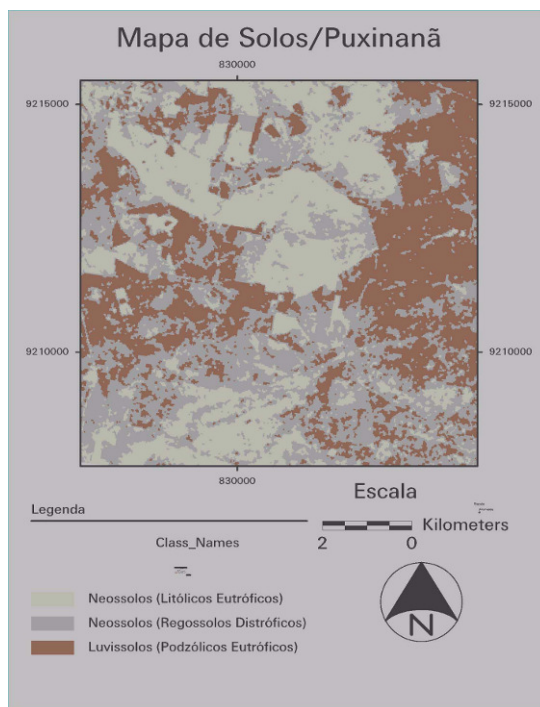 Mapa de Solos/Puxinanã
830000
9215000
9215000
9210000
9210000
830000
Escala
Legenda
Kilometers
2 0
Class_Names
Neossolos (Litólicos Eutróficos)
Neossolos (Regossolos Distróficos)
Luvissolos (Podzólicos Eutróficos)
N